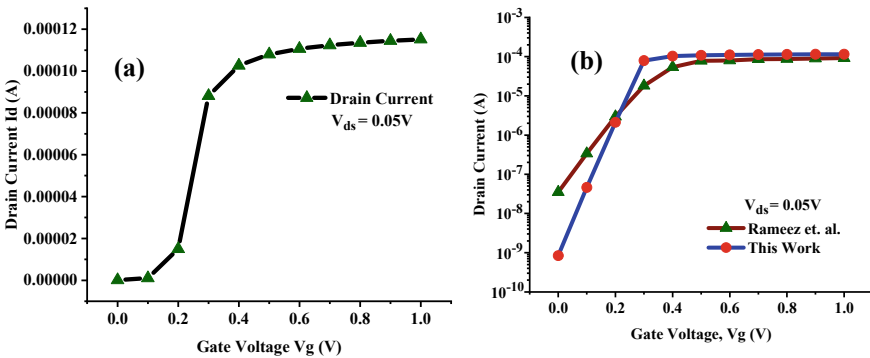 (a)
Drain Current Id (A)
0.00012
0.00010
0.00008
0.00006
0.00004
0.00002
0.00000
Drain Current
Vds = 0.05V
0.0 0.2 0.4 0.6 0.8 1.0
Gate Voltage Vg (V)
(b)
Drain Current (A)
10-3
10-4
10-5
10-6
10-7
10-8
10-9
10-10
Vds = 0.05V
Rameez et. al.
This Work
0.0 0.2 0.4 0.6 0.8 1.0
Gate Voltage, Vg (V)